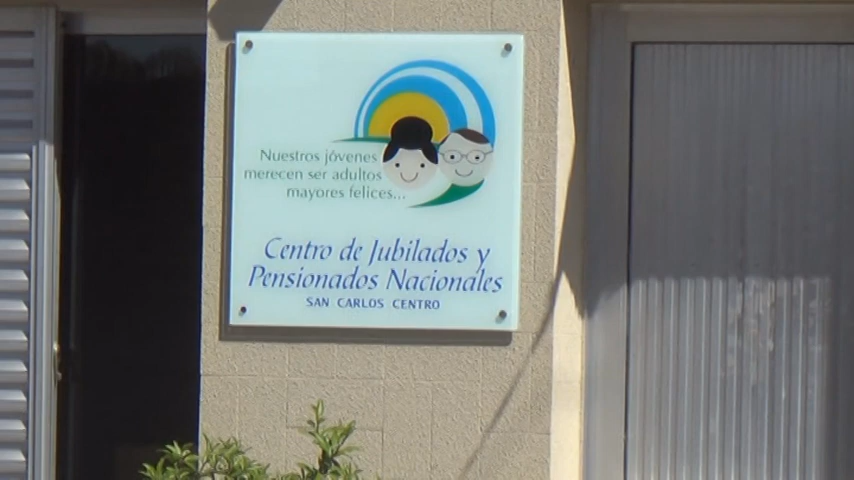 Nuestros jóvenes
merecen ser adultos
mayores felices...
Centro de Jubilados y
Pensionados Nacionales
SAN CARLOS CENTRO